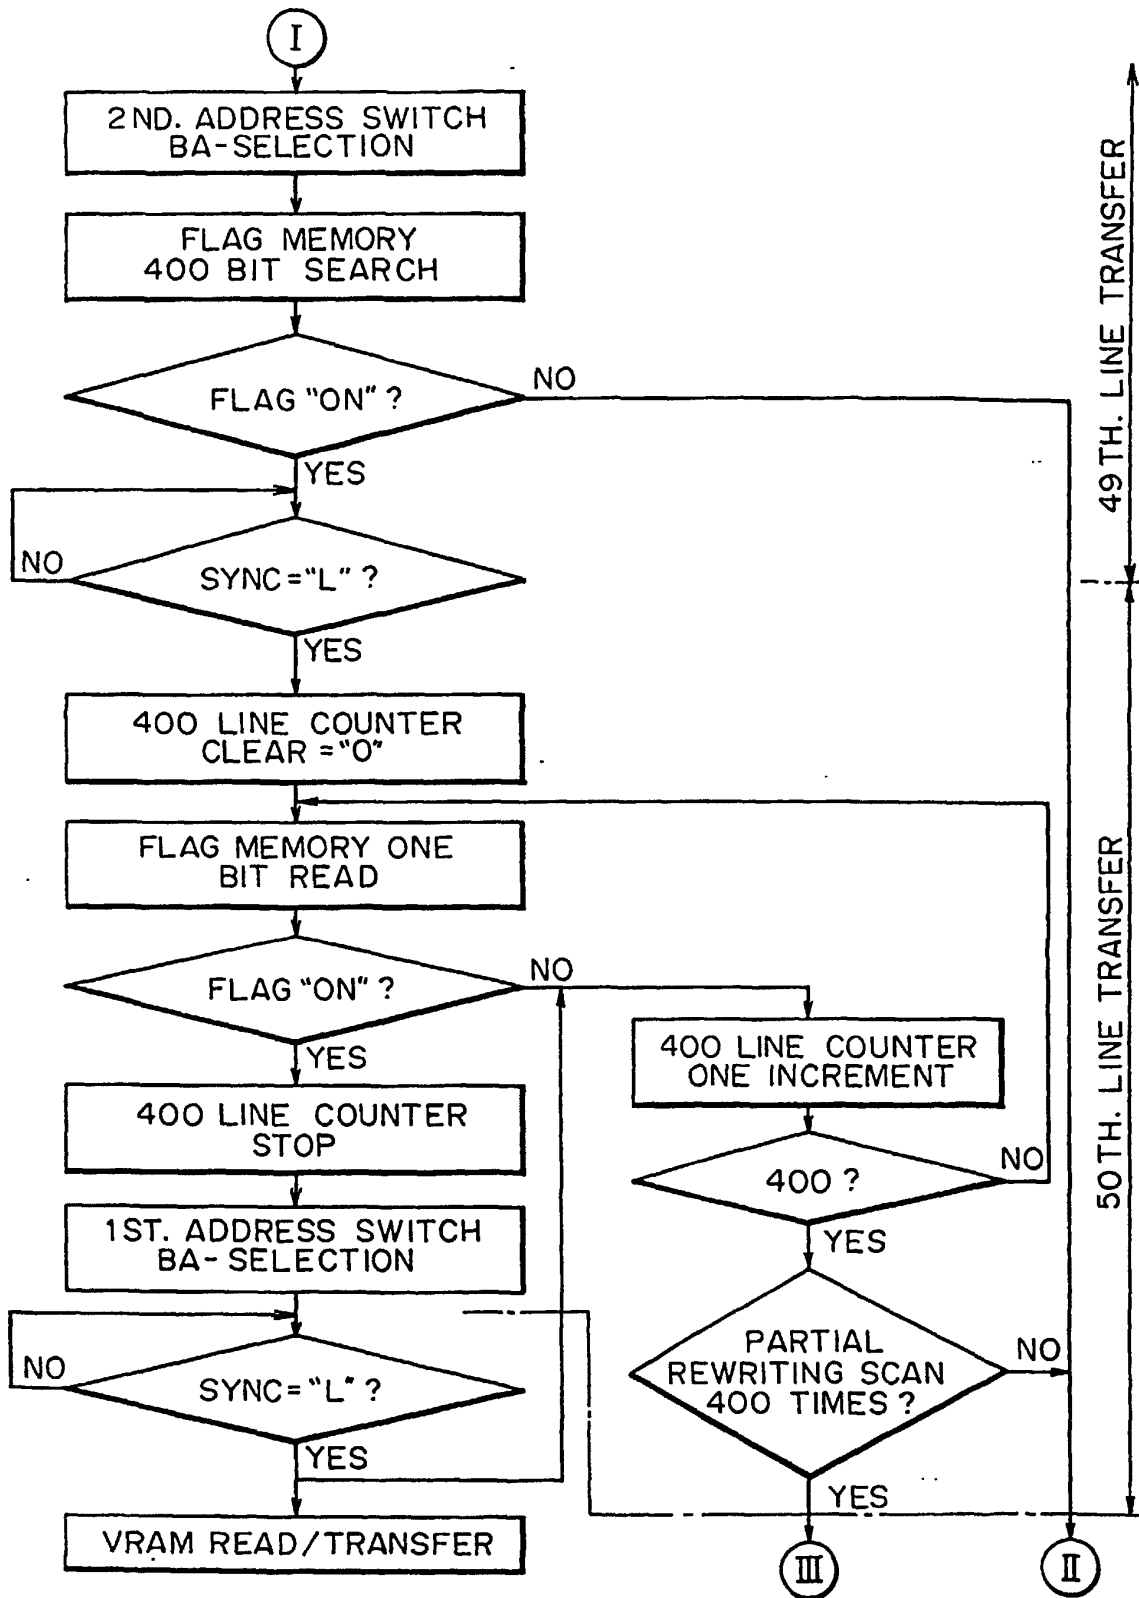 I
2ND. ADDRESS SWITCH
BA-SELECTION
FLAG MEMORY
400 BIT SEARCH
FLAG "ON" ?
NO
YES
SYNC="L" ?
NO
YES
400 LINE COUNTER
CLEAR ="0"
FLAG MEMORY ONE
BIT READ
FLAG "ON" ?
NO
YES
400 LINE COUNTER
STOP
1ST. ADDRESS SWITCH
BA-SELECTION
NO
SYNC="L" ?
YES
VRAM READ/TRANSFER
400 LINE COUNTER
ONE INCREMENT
400 ?
NO
YES
PARTIAL
REWRITING SCAN
400 TIMES ?
NO
YES
III
II
49TH. LINE TRANSFER
50TH. LINE TRANSFER